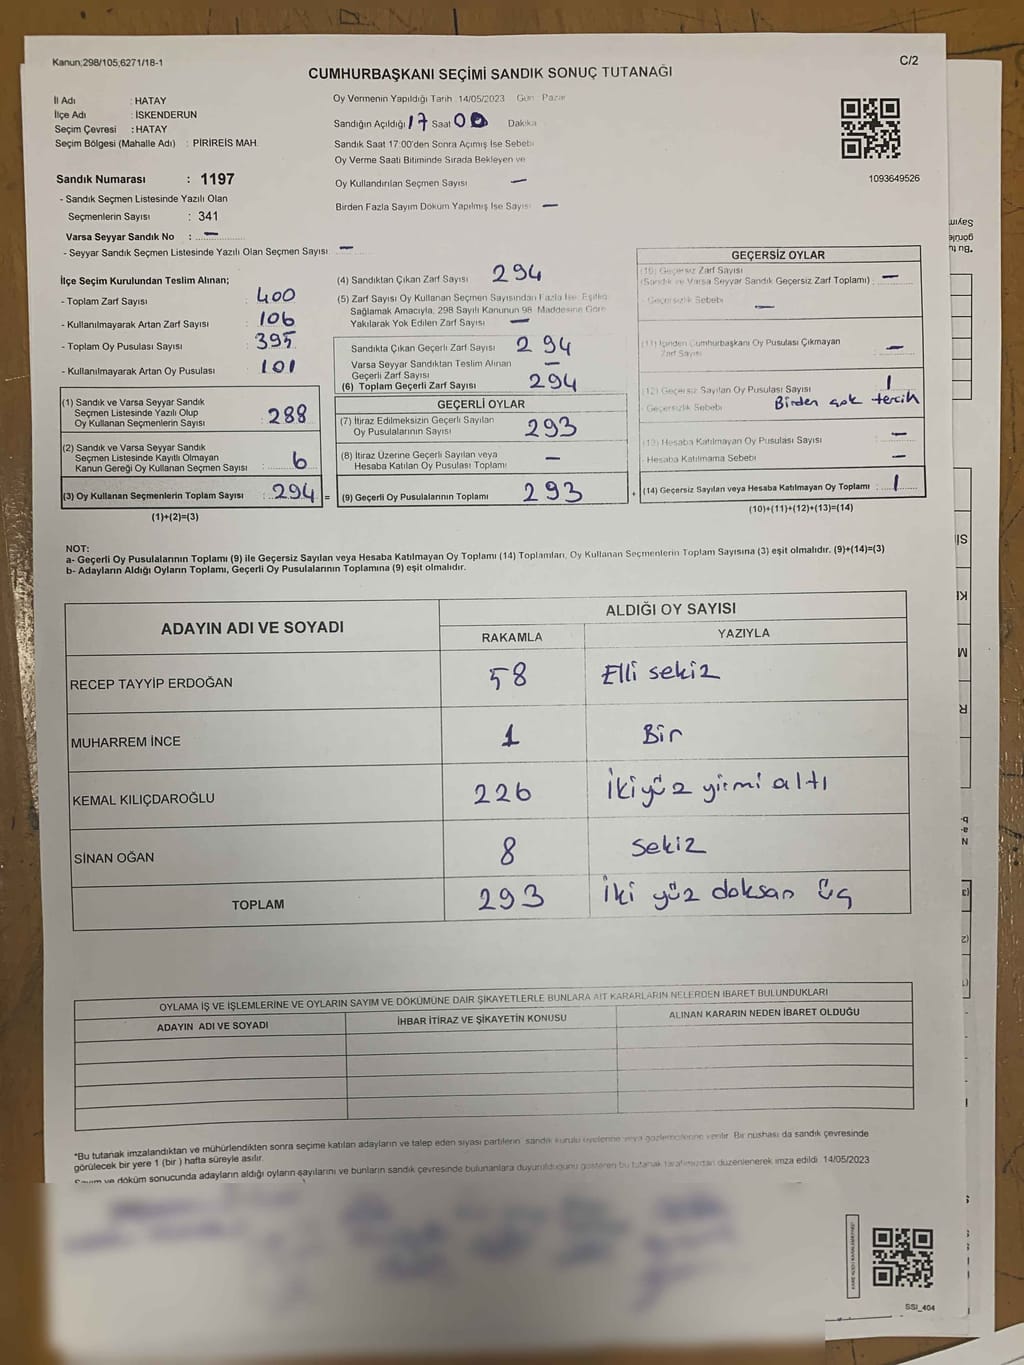 Kanun;298/105;6271/18-1
C/2
CUMHURBAŞKANI SEÇİMİ SANDIK SONUÇ TUTANAĞI
İl Adı : HATAY
İlçe Adı : İSKENDERUN
Seçim Çevresi : HATAY
Seçim Bölgesi (Mahalle Adı) : PİRİREİS MAH.
Oy Vermenin Yapıldığı Tarih 14/05/2023 Gün Pazar
Sandığın Açıldığı 17 Saat 00 Dakika
Sandık Saat 17:00'den Sonra Açımış İse Sebebi
Oy Verme Saati Bitiminde Sırada Bekleyen ve
Oy Kullandırılan Seçmen Sayısı —
Birden Fazla Sayım Döküm Yapılmış İse Sayısı —
1093649526
Sandık Numarası : 1197
- Sandık Seçmen Listesinde Yazılı Olan
Seçmenlerin Sayısı : 341
Varsa Seyyar Sandık No : —
- Seyyar Sandık Seçmen Listesinde Yazılı Olan Seçmen Sayısı —
İlçe Seçim Kurulundan Teslim Alınan;
- Toplam Zarf Sayısı 400
- Kullanılmayarak Artan Zarf Sayısı : 106
- Toplam Oy Pusulası Sayısı : 395
- Kullanılmayarak Artan Oy Pusulası : 101
(1) Sandık ve Varsa Seyyar Sandık
Seçmen Listesinde Yazılı Olup
Oy Kullanan Seçmenlerin Sayısı : 288
(2) Sandık ve Varsa Seyyar Sandık
Seçmen Listesinde Kayıtlı Olmayan
Kanun Gereği Oy Kullanan Seçmen Sayısı : 6
(3) Oy Kullanan Seçmenlerin Toplam Sayısı : 294 =
(1)+(2)=(3)
(4) Sandıktan Çıkan Zarf Sayısı 294
(5) Zarf Sayısı Oy Kullanan Seçmen Sayısından Fazla İse, Eşitliği
Sağlamak Amacıyla, 298 Sayılı Kanunun 98. Maddesine Göre
Yakılarak Yok Edilen Zarf Sayısı —
Sandıkta Çıkan Geçerli Zarf Sayısı 294
Varsa Seyyar Sandıktan Teslim Alınan
Geçerli Zarf Sayısı —
(6) Toplam Geçerli Zarf Sayısı 294
GEÇERLİ OYLAR
(7) İtiraz Edilmeksizin Geçerli Sayılan
Oy Pusulalarının Sayısı 293
(8) İtiraz Üzerine Geçerli Sayılan veya
Hesaba Katılan Oy Pusulası Toplamı —
(9) Geçerli Oy Pusulalarının Toplamı 293 +
GEÇERSİZ OYLAR
(10) Geçersiz Zarf Sayısı
(Sandık ve Varsa Seyyar Sandık Geçersiz Zarf Toplamı) : —
- Geçersizlik Sebebi —
(11) İçinden Cumhurbaşkanı Oy Pusulası Çıkmayan
Zarf Sayısı —
(12) Geçersiz Sayılan Oy Pusulası Sayısı 1
- Geçersizlik Sebebi : Birden çok tercih
(13) Hesaba Katılmayan Oy Pusulası Sayısı —
- Hesaba Katılmama Sebebi —
(14) Geçersiz Sayılan veya Hesaba Katılmayan Oy Toplamı : 1
(10)+(11)+(12)+(13)=(14)
NOT:
a- Geçerli Oy Pusulalarının Toplamı (9) ile Geçersiz Sayılan veya Hesaba Katılmayan Oy Toplamı (14) Toplamları, Oy Kullanan Seçmenlerin Toplam Sayısına (3) eşit olmalıdır. (9)+(14)=(3)
b- Adayların Aldığı Oyların Toplamı, Geçerli Oy Pusulalarının Toplamına (9) eşit olmalıdır.
ADAYIN ADI VE SOYADI
ALDIĞI OY SAYISI
RAKAMLA YAZIYLA
RECEP TAYYİP ERDOĞAN 58 Elli sekiz
MUHARREM İNCE 1 Bir
KEMAL KILIÇDAROĞLU 226 İkiyüz yirmi altı
SİNAN OĞAN 8 Sekiz
TOPLAM 293 İki yüz doksan üç
OYLAMA İŞ VE İŞLEMLERİNE VE OYLARIN SAYIM VE DÖKÜMÜNE DAİR ŞİKAYETLERLE BUNLARA AİT KARARLARIN NELERDEN İBARET BULUNDUKLARI
ADAYIN ADI VE SOYADI İHBAR İTİRAZ VE ŞİKAYETİN KONUSU ALINAN KARARIN NEDEN İBARET OLDUĞU
*Bu tutanak imzalandıktan ve mühürlendikten sonra seçime katılan adayların ve talep eden siyasi partilerin sandık kurulu üyelerine veya gözlemcilerine verilir. Bir nüshası da sandık çevresinde
görülecek bir yere 1 (bir ) hafta süreyle asılır.
Sayım ve döküm sonucunda adayların aldığı oyların sayılarını ve bunların sandık çevresinde bulunanlara duyurulduğunu gösteren bu tutanak tarafımızdan düzenlenerek imza edildi. 14/05/2023
SSI_404